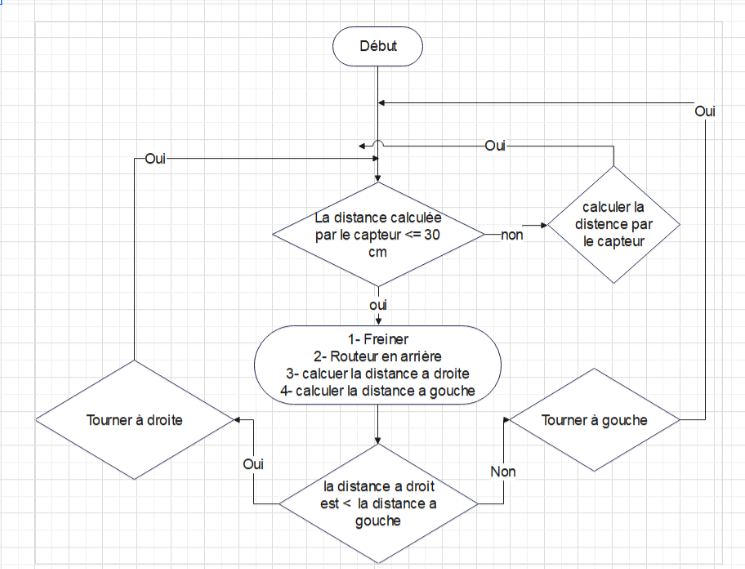 Début
Oui
Oui
Oui
La distance calculée
par le capteur <= 30
cm
non
calculer la
distence par
le capteur
oui
1- Freiner
2- Routeur en arrière
3- calcuer la distance a droite
4- calculer la distance a gouche
Tourner à droite
Tourner à gouche
Oui
Non
la distance a droit
est < la distance a
gouche